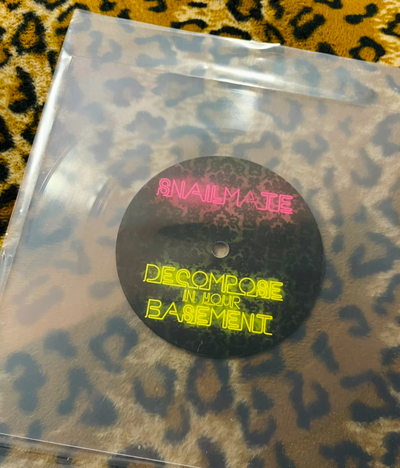 SNAILMATE
DECOMPOSE
IN YOUR
BASEMENT